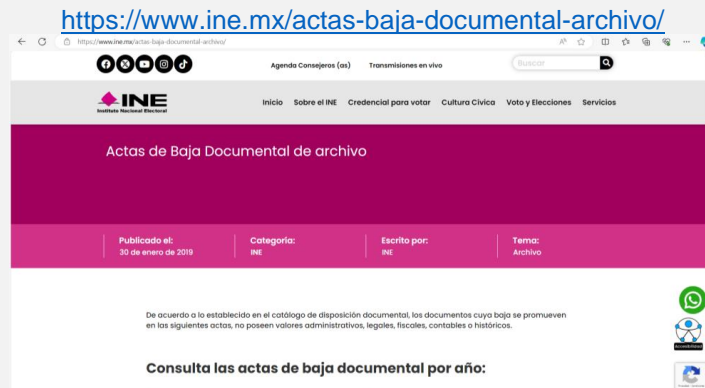 https://www.ine.mx/actas-baja-documental-archivo/
https://www.ine.mx/actas-baja-documental-archivo/
Agenda Consejeros (as) Transmisiones en vivo Buscar
INE
Instituto Nacional Electoral
Inicio Sobre el INE Credencial para votar Cultura Cívica Voto y Elecciones Servicios
Actas de Baja Documental de archivo
Publicado el: Categoría: Escrito por: Tema:
30 de enero de 2019 INE INE Archivo
De acuerdo a lo establecido en el catálogo de disposición documental, los documentos cuya baja se promueven
en las siguientes actas, no poseen valores administrativos, legales, fiscales, contables o históricos.
Consulta las actas de baja documental por año: